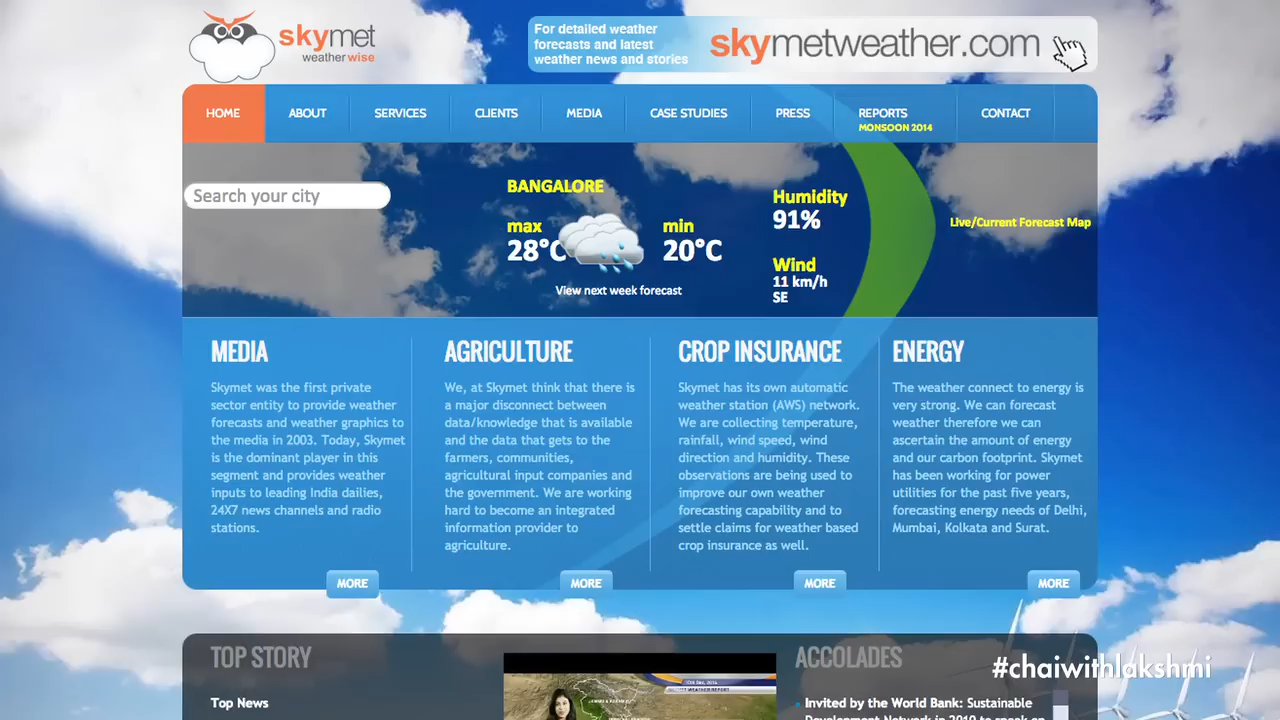 skymet
weather wise
For detailed weather
forecasts and latest
weather news and stories
skymetweather.com
HOME
ABOUT
SERVICES
CLIENTS
MEDIA
CASE STUDIES
PRESS
REPORTS
MONSOON 2014
CONTACT
Search your city
BANGALORE
max
28°C
min
20°C
View next week forecast
Humidity
91%
Wind
11 km/h
SE
Live/Current Forecast Map
MEDIA
Skymet was the first private
sector entity to provide weather
forecasts and weather graphics to
the media in 2003. Today, Skymet
is the dominant player in this
segment and provides weather
inputs to leading India dailies,
24X7 news channels and radio
stations.
MORE
AGRICULTURE
We, at Skymet think that there is
a major disconnect between
data/knowledge that is available
and the data that gets to the
farmers, communities,
agricultural input companies and
the government. We are working
hard to become an integrated
information provider to
agriculture.
MORE
CROP INSURANCE
Skymet has its own automatic
weather station (AWS) network.
We are collecting temperature,
rainfall, wind speed, wind
direction and humidity. These
observations are being used to
improve our own weather
forecasting capability and to
settle claims for weather based
crop insurance as well.
MORE
ENERGY
The weather connect to energy is
very strong. We can forecast
weather therefore we can
ascertain the amount of energy
and our carbon footprint. Skymet
has been working for power
utilities for the past five years,
forecasting energy needs of Delhi,
Mumbai, Kolkata and Surat.
MORE
TOP STORY
Top News
WEATHER REPORT
ACCOLADES
#chaiwithlakshmi
Invited by the World Bank: Sustainable
Development Network in 2010 to speak on